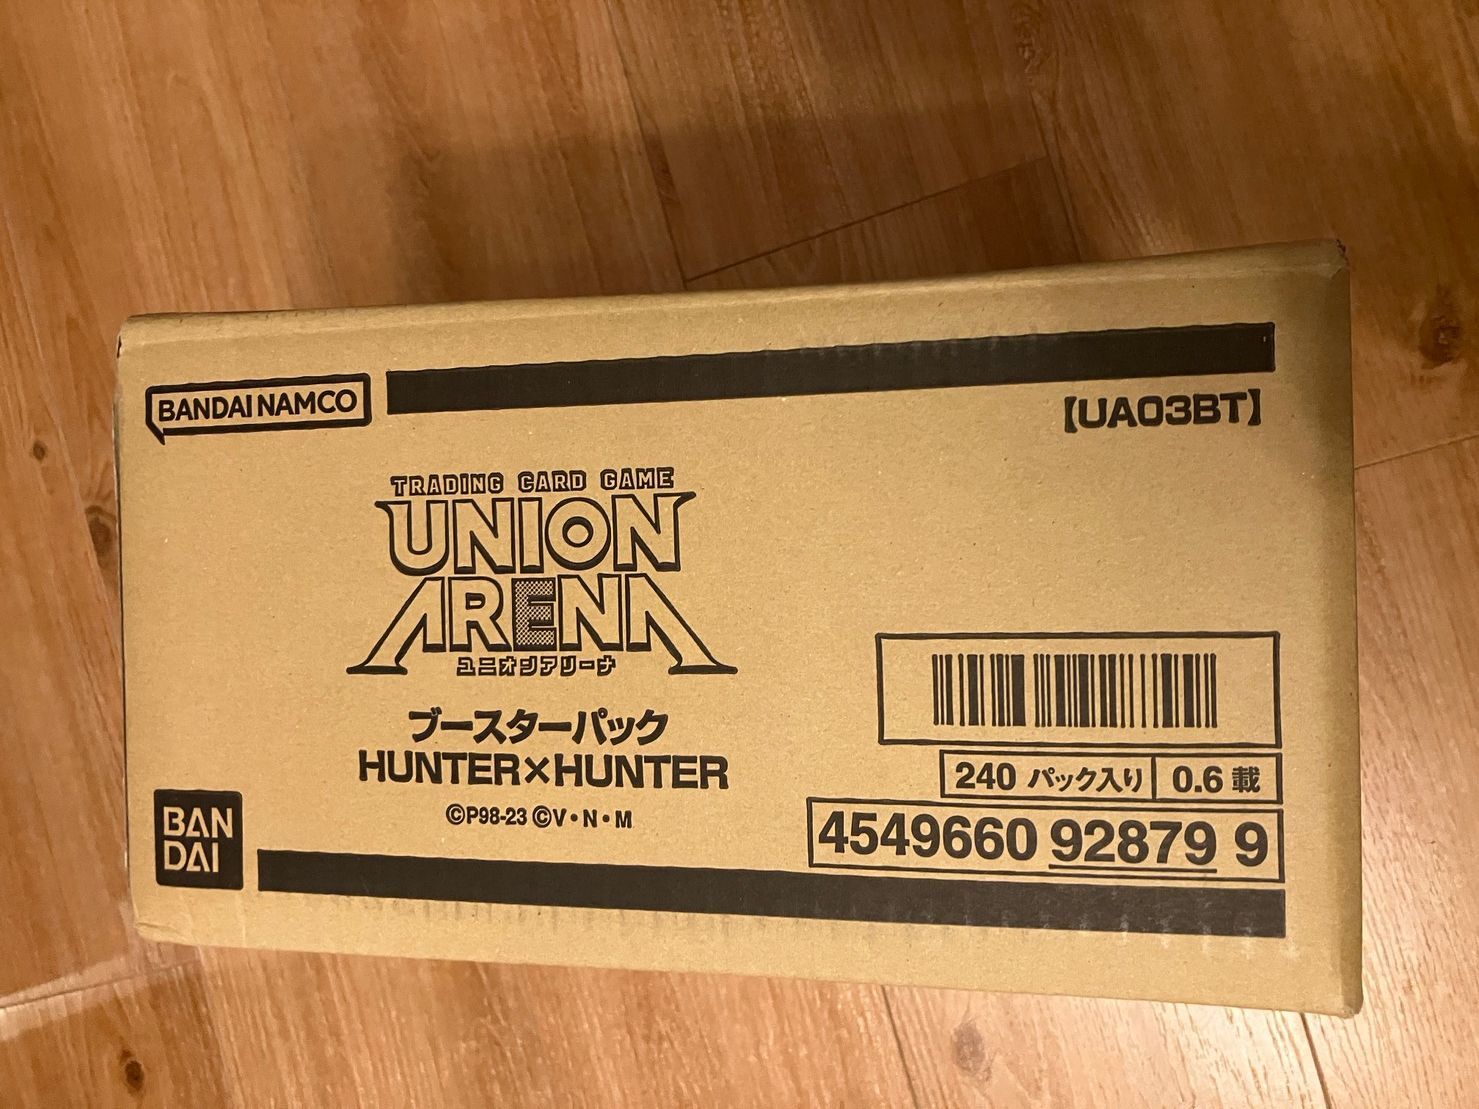 BANDAI NAMCO
【UA03BT】
TRADING CARD GAME
UNION
ARENA
ユニオンアリーナ
ブースターパック
HUNTER×HUNTER
©P98-23 ©V・N・M
240 パック入り 0.6 載
4549660 92879 9
BAN
DAI